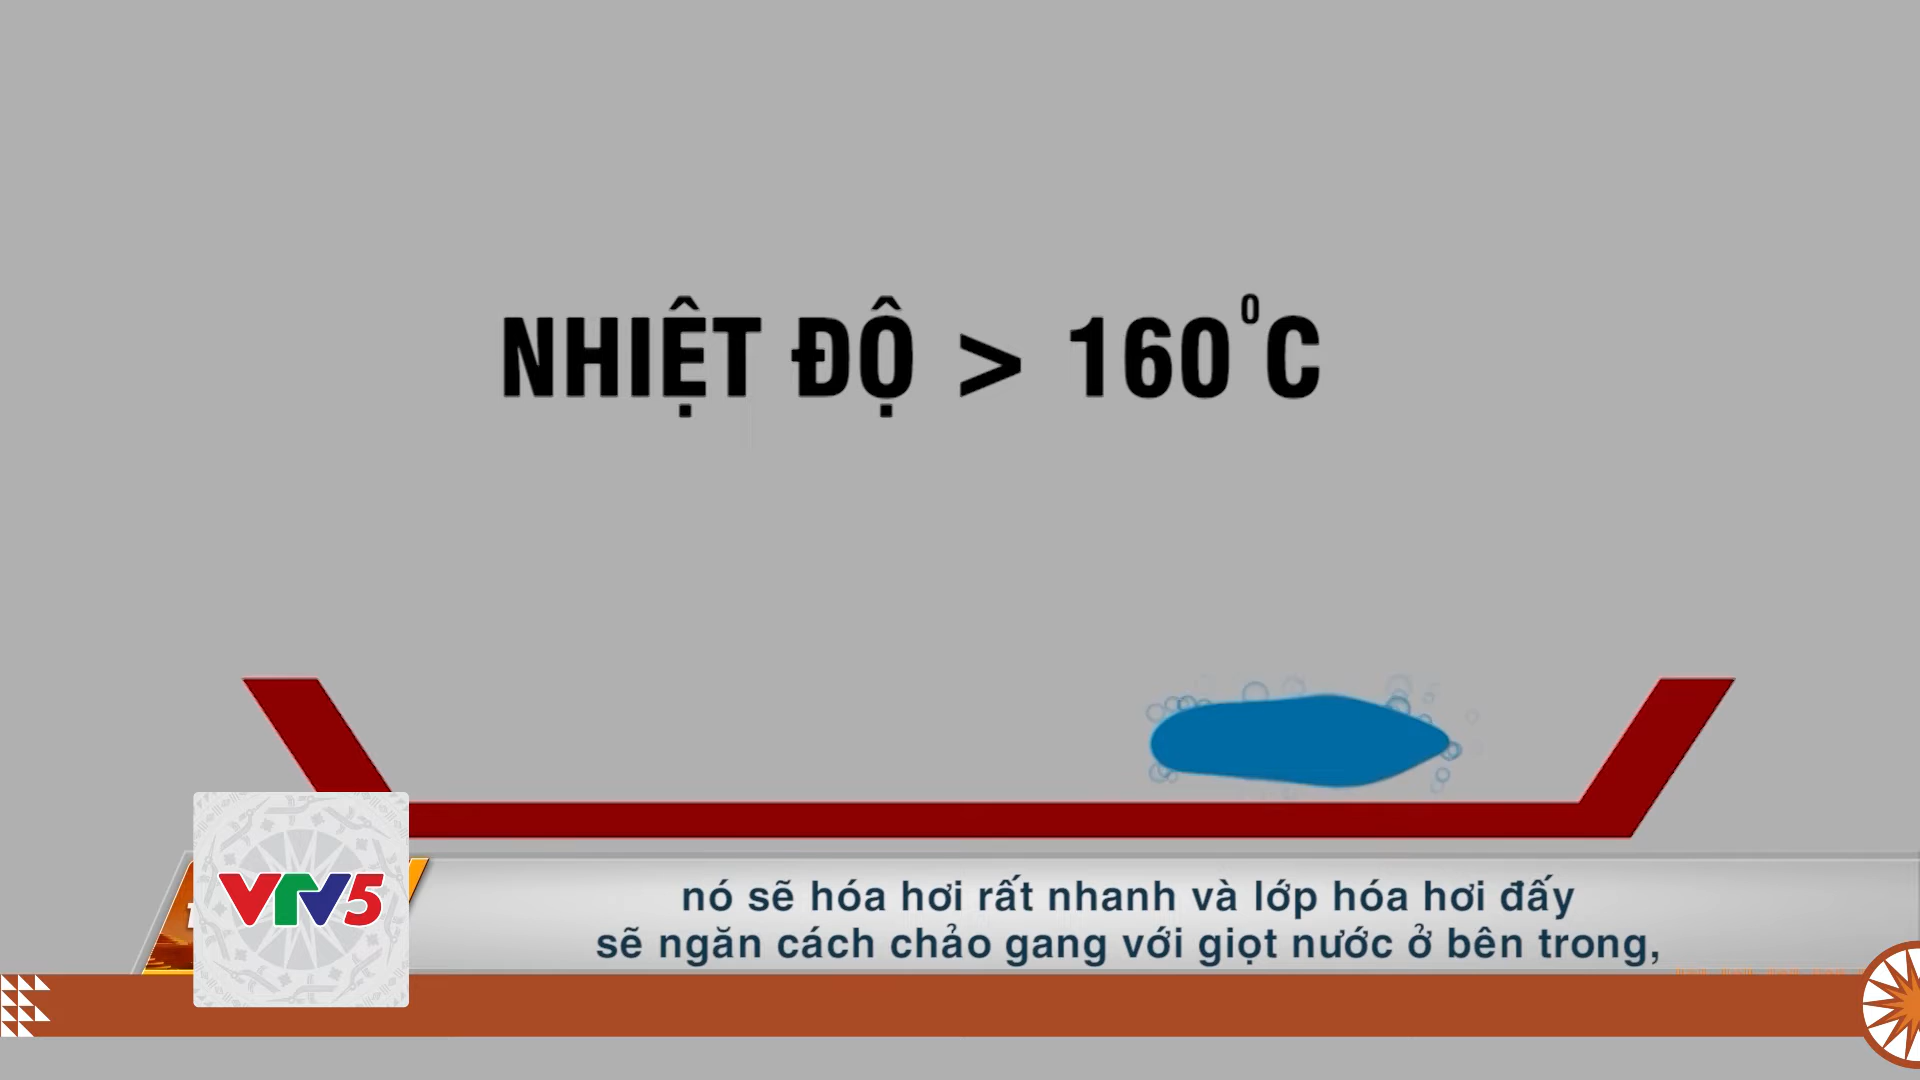 NHIỆT ĐỘ > 160⁰C
VTV5
nó sẽ hóa hơi rất nhanh và lớp hóa hơi đấy
sẽ ngăn cách chảo gang với giọt nước ở bên trong,